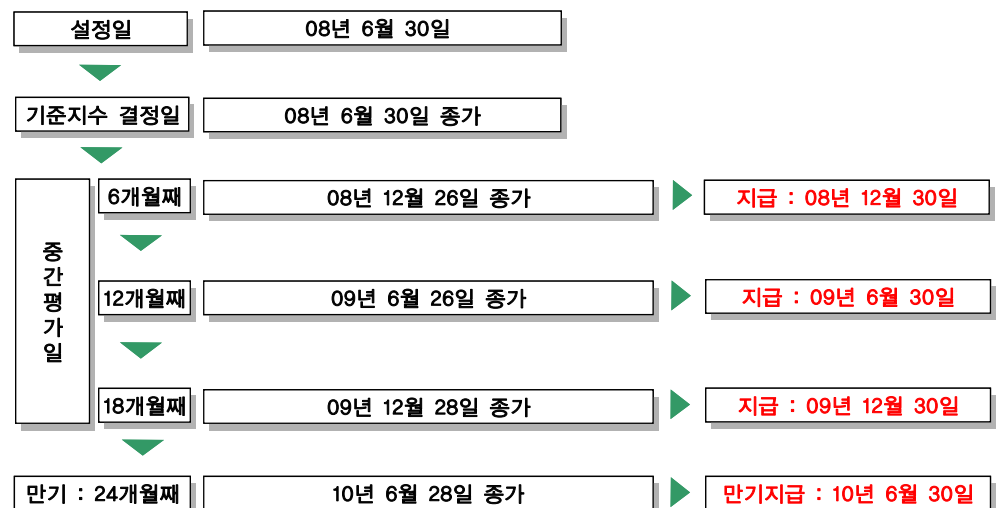 설정일 08년 6월 30일
기준지수 결정일 08년 6월 30일 종가
중간평가일
6개월째 08년 12월 26일 종가 지급 : 08년 12월 30일
12개월째 09년 6월 26일 종가 지급 : 09년 6월 30일
18개월째 09년 12월 28일 종가 지급 : 09년 12월 30일
만기 : 24개월째 10년 6월 28일 종가 만기지급 : 10년 6월 30일